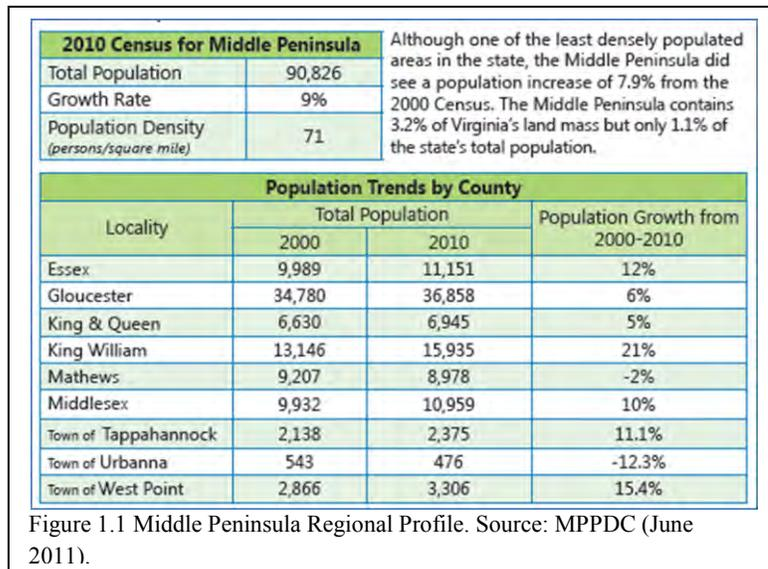 2010 Census for Middle Peninsula
Total Population 90,826
Growth Rate 9%
Population Density
(persons/square mile) 71
Although one of the least densely populated
areas in the state, the Middle Peninsula did
see a population increase of 7.9% from the
2000 Census. The Middle Peninsula contains
3.2% of Virginia's land mass but only 1.1% of
the state's total population.
Population Trends by County
Locality Total Population Population Growth from
2000-2010
2000 2010
Essex 9,989 11,151 12%
Gloucester 34,780 36,858 6%
King & Queen 6,630 6,945 5%
King William 13,146 15,935 21%
Mathews 9,207 8,978 -2%
Middlesex 9,932 10,959 10%
Town of Tappahannock 2,138 2,375 11.1%
Town of Urbanna 543 476 -12.3%
Town of West Point 2,866 3,306 15.4%
Figure 1.1 Middle Peninsula Regional Profile. Source: MPPDC (June
2011).